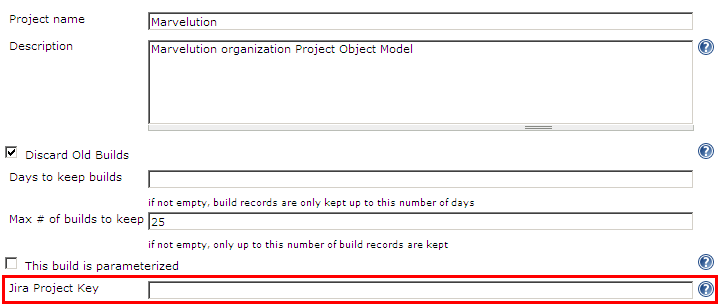 Project name Marvelution
Description Marvelution organization Project Object Model
Discard Old Builds
Days to keep builds
if not empty, build records are only kept up to this number of days
Max # of builds to keep 25
if not empty, only up to this number of build records are kept
This build is parameterized
Jira Project Key